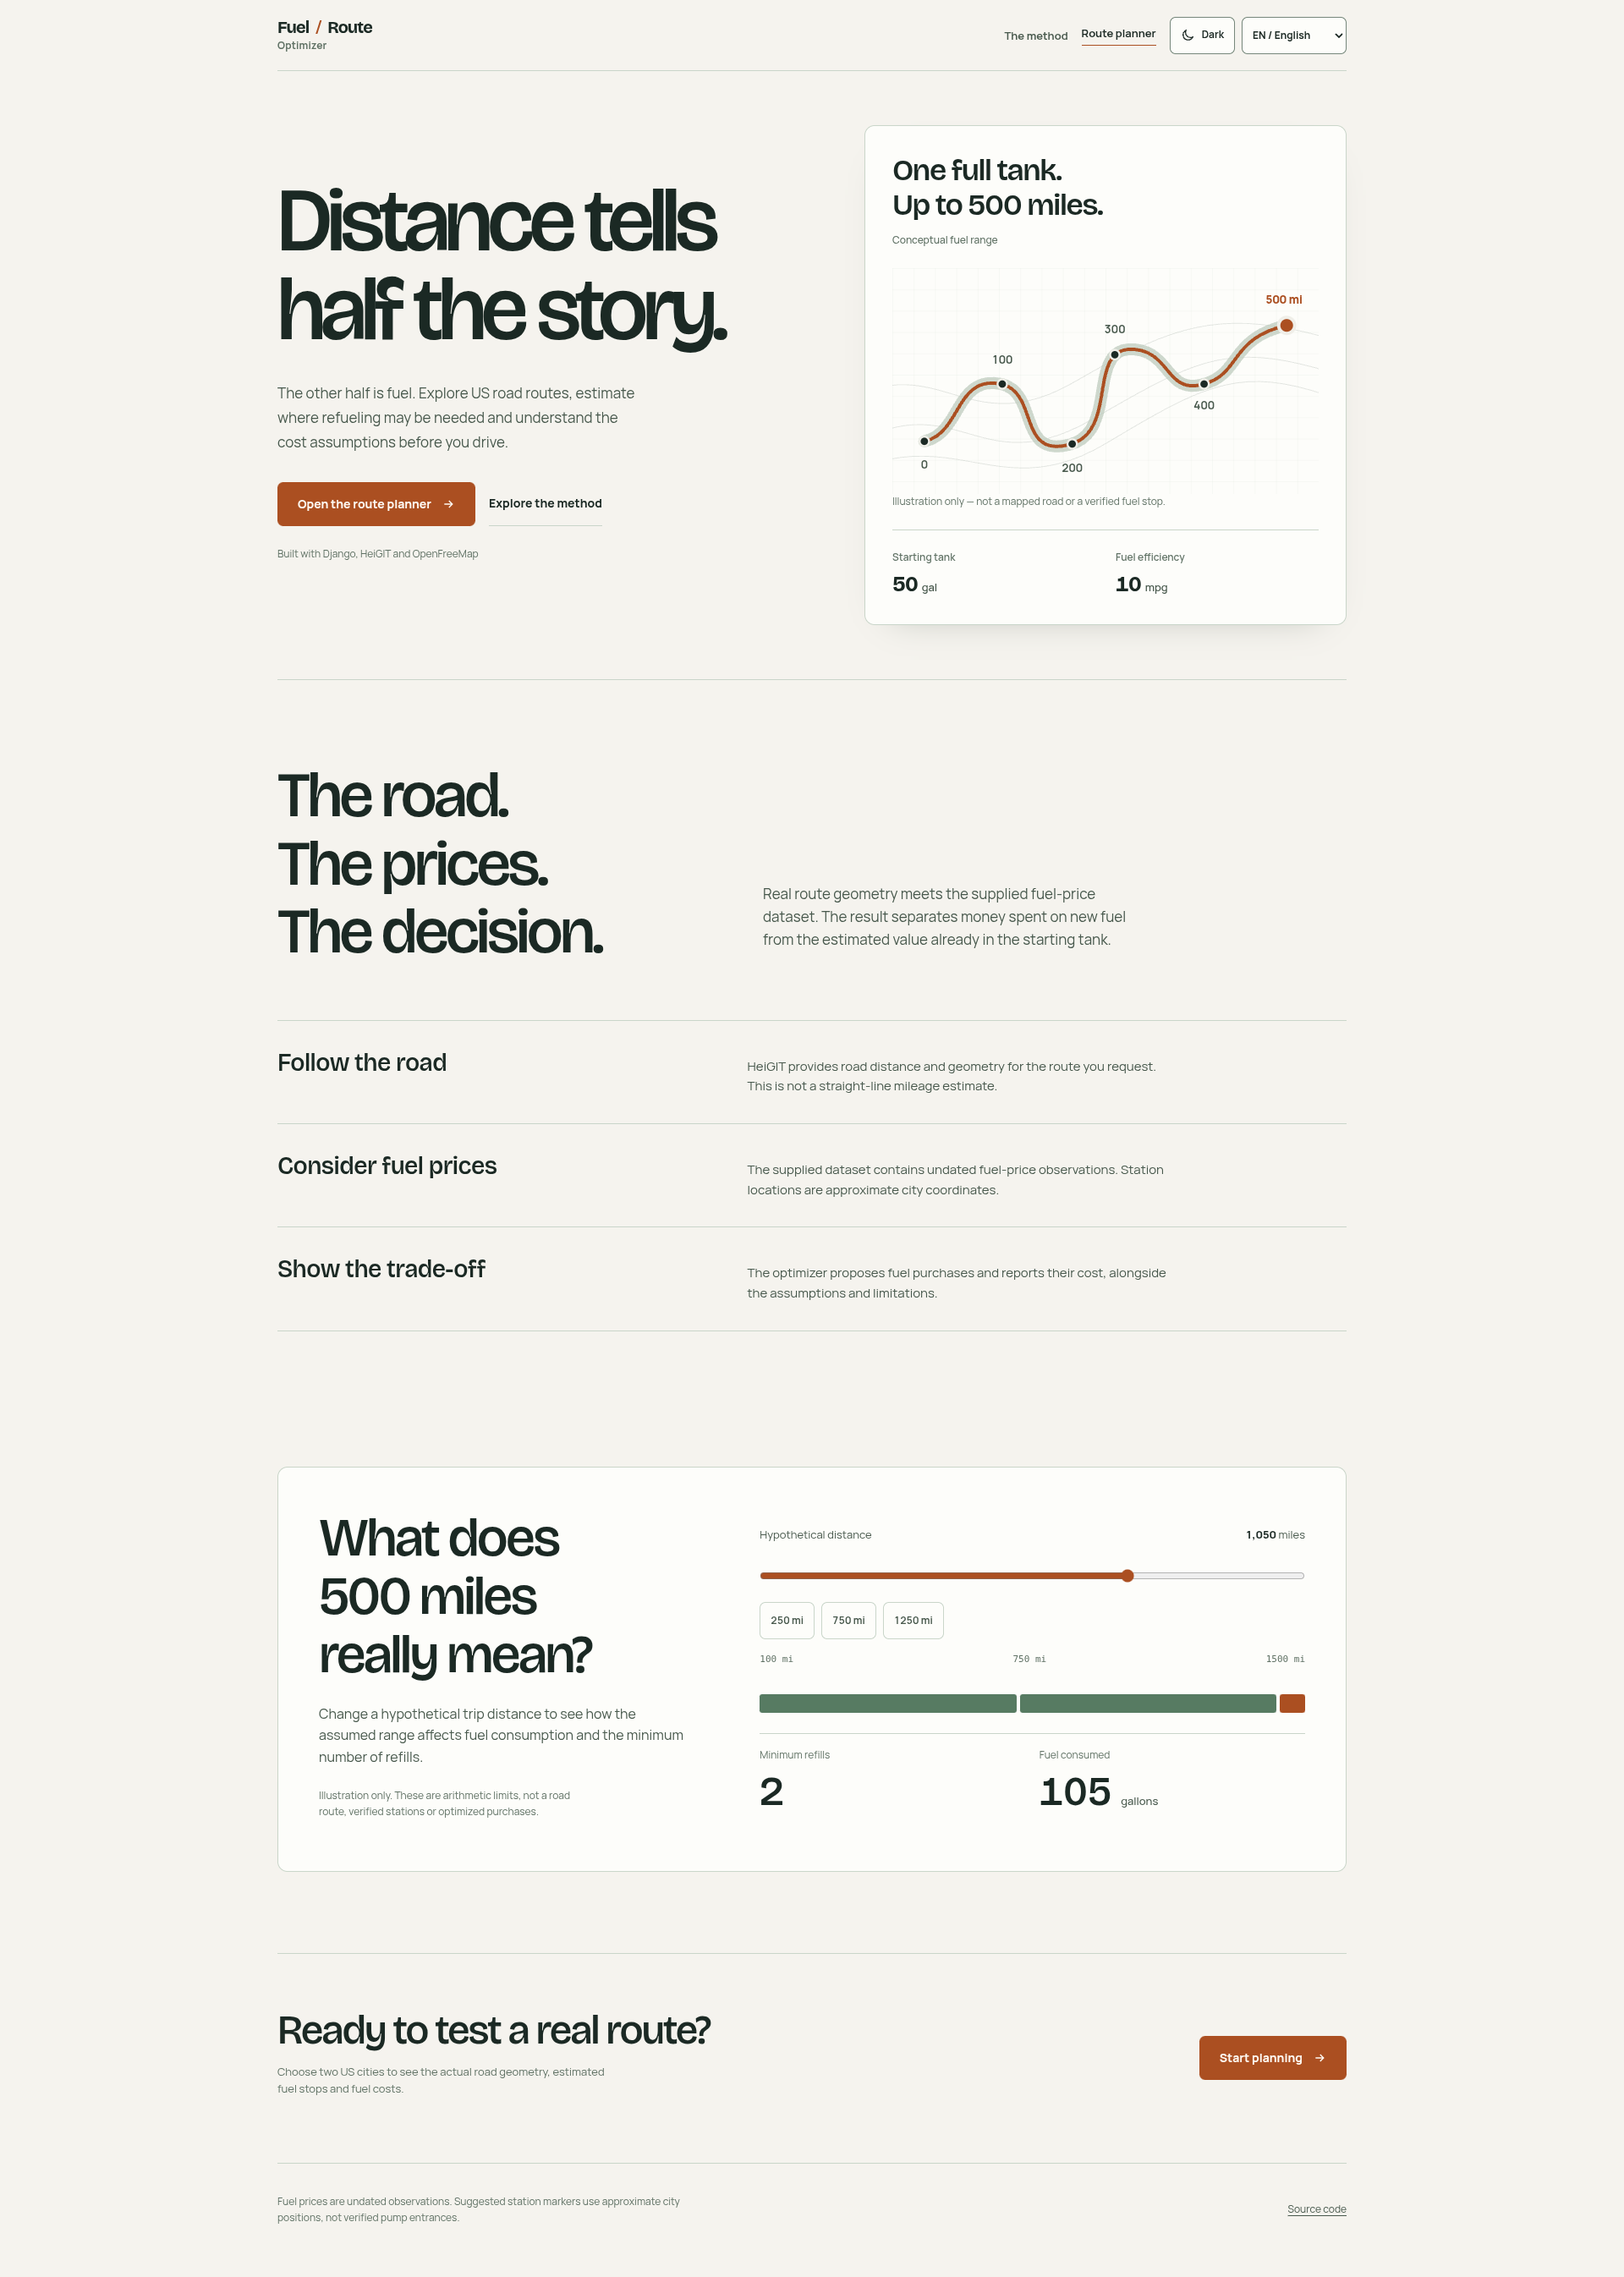 Fuel / Route
Optimizer
The method
Route planner
Dark
EN / English
Distance tells
half the story.
The other half is fuel. Explore US road routes, estimate
where refueling may be needed and understand the
cost assumptions before you drive.
Open the route planner →
Explore the method
Built with Django, HeiGIT and OpenFreeMap
One full tank.
Up to 500 miles.
Conceptual fuel range
500 mi
300
100
400
0
200
Illustration only — not a mapped road or a verified fuel stop.
Starting tank
50 gal
Fuel efficiency
10 mpg
The road.
The prices.
The decision.
Real route geometry meets the supplied fuel-price
dataset. The result separates money spent on new fuel
from the estimated value already in the starting tank.
Follow the road
HeiGIT provides road distance and geometry for the route you request.
This is not a straight-line mileage estimate.
Consider fuel prices
The supplied dataset contains undated fuel-price observations. Station
locations are approximate city coordinates.
Show the trade-off
The optimizer proposes fuel purchases and reports their cost, alongside
the assumptions and limitations.
What does
500 miles
really mean?
Change a hypothetical trip distance to see how the
assumed range affects fuel consumption and the minimum
number of refills.
Illustration only. These are arithmetic limits, not a road
route, verified stations or optimized purchases.
Hypothetical distance
1,050 miles
250 mi
750 mi
1250 mi
100 mi
750 mi
1500 mi
Minimum refills
2
Fuel consumed
105 gallons
Ready to test a real route?
Choose two US cities to see the actual road geometry, estimated
fuel stops and fuel costs.
Start planning →
Fuel prices are undated observations. Suggested station markers use approximate city
positions, not verified pump entrances.
Source code